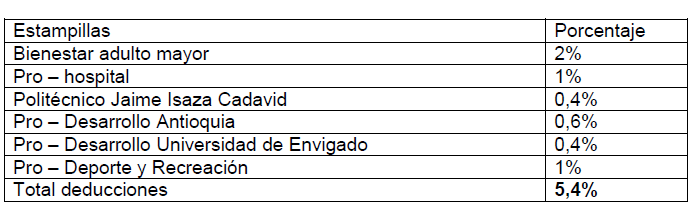 Estampillas Porcentaje
Bienestar adulto mayor 2%
Pro – hospital 1%
Politécnico Jaime Isaza Cadavid 0,4%
Pro – Desarrollo Antioquia 0,6%
Pro – Desarrollo Universidad de Envigado 0,4%
Pro – Deporte y Recreación 1%
Total deducciones 5,4%